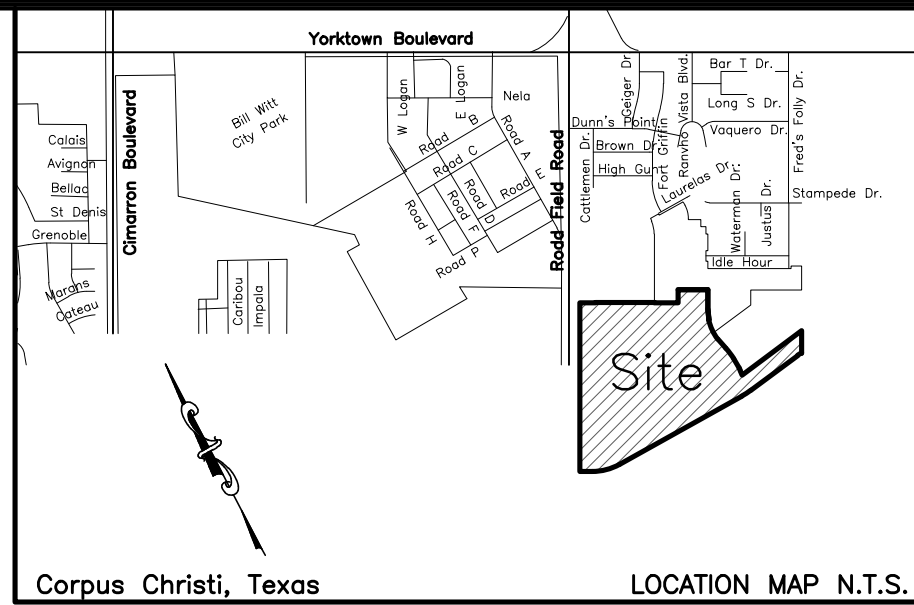 Yorktown Boulevard
Cimarron Boulevard
Rodd Field Road
Bill Witt
City Park
Calais
Avignon
Bellac
St Denis
Grenoble
Marans
Cateau
Caribou
Impala
W Logan
E Logan
Nela
Road B
Road A
Road C
Road E
Road D
Road F
Road H
Road P
Geiger Dr.
Dunn's Point
Brown Dr.
High Gun
Cattlemen Dr.
Fort Griffin
Ranvho Vista Blvd.
Bar T Dr.
Long S Dr.
Vaquero Dr.
Fred's Folly Dr.
Laurelas Dr.
Stampede Dr.
Waterman Dr.
Justus Dr.
Idle Hour
Site
Corpus Christi, Texas
LOCATION MAP N.T.S.